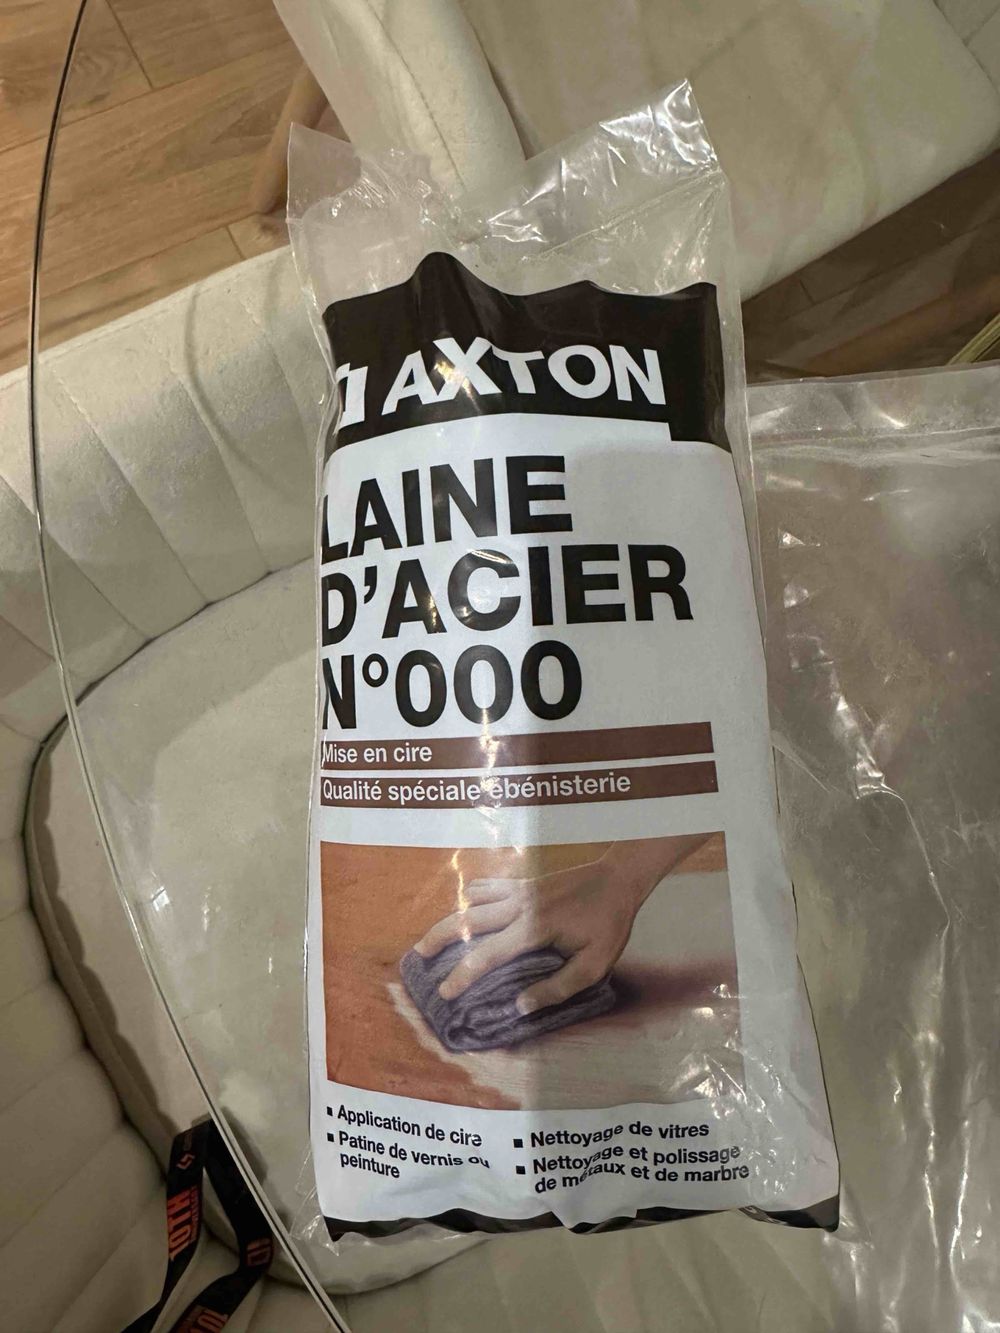 AXTON
LAINE
D'ACIER
N°000
Mise en cire
Qualité spéciale ébénisterie
▪ Application de cire
▪ Patine de vernis ou
peinture
▪ Nettoyage de vitres
▪ Nettoyage et polissage
de métaux et de marbre
10TH